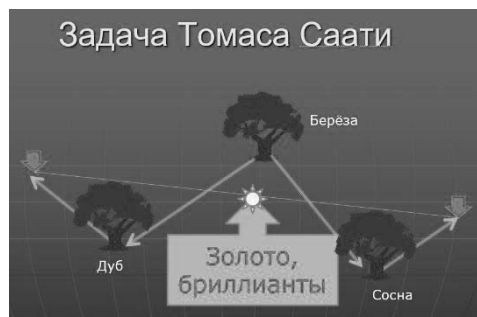 Задача Томаса Саати
Берёза
Золото,
бриллианты
Дуб
Сосна